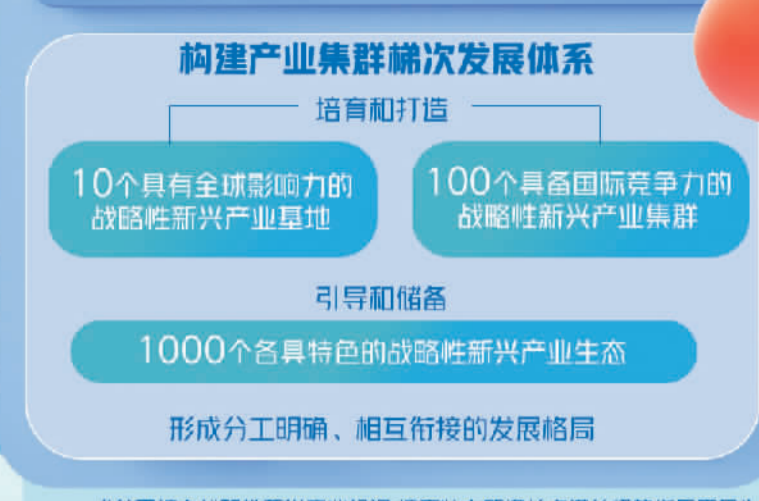 构建产业集群梯次发展体系
培育和打造
10个具有全球影响力的
战略性新兴产业基地
100个具备国际竞争力的
战略性新兴产业集群
引导和储备
1000个各具特色的战略性新兴产业生态
形成分工明确、相互衔接的发展格局